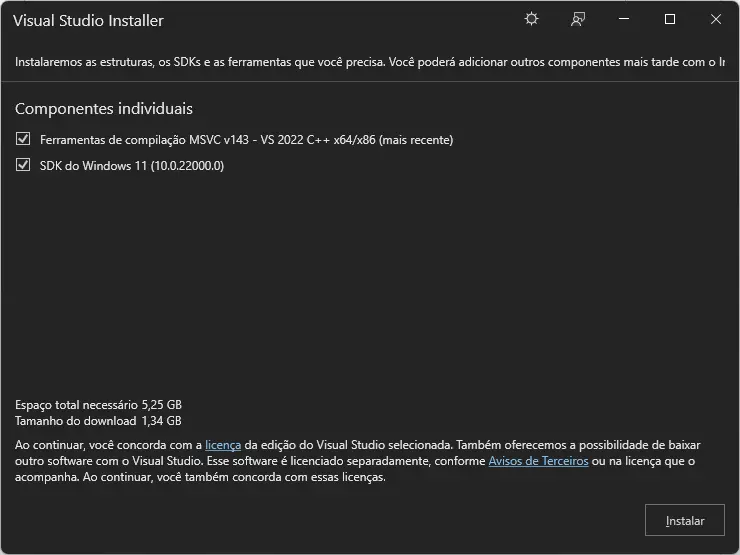 Visual Studio Installer
Instalaremos as estruturas, os SDKs e as ferramentas que você precisa. Você poderá adicionar outros componentes mais tarde com o
Componentes individuais
Ferramentas de compilação MSVC v143 - VS 2022 C++ x64/x86 (mais recente)
SDK do Windows 11 (10.0.22000.0)
Espaço total necessário 5,25 GB
Tamanho do download 1,34 GB
Ao continuar, você concorda com a licença da edição do Visual Studio selecionada. Também oferecemos a possibilidade de baixar
outro software com o Visual Studio. Esse software é licenciado separadamente, conforme Avisos de Terceiros ou na licença que o
acompanha. Ao continuar, você também concorda com essas licenças.
Instalar